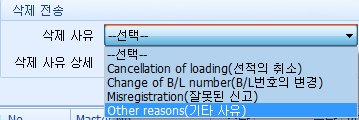 삭제 전송
삭제 사유 --선택--
삭제 사유 상세 --선택--
Cancellation of loading(선적의 취소)
Change of B/L number(B/L번호의 변경)
Misregistration(잘못된 신고)
Other reasons(기타 사유)
No